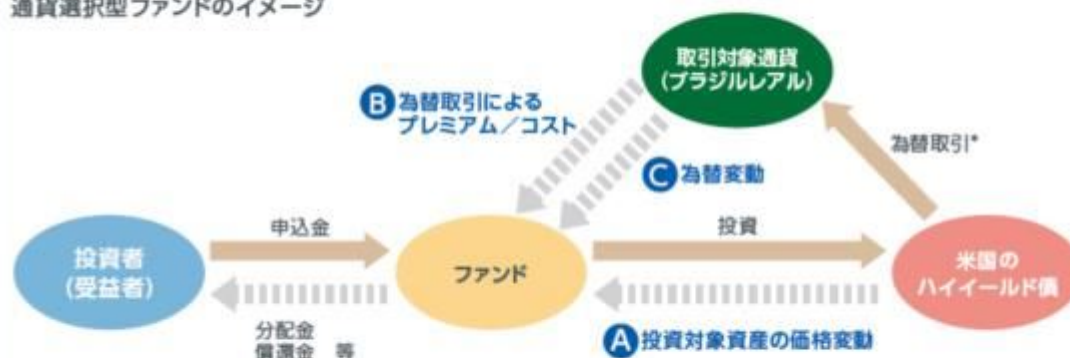 通貨選択型ファンドのイメージ
取引対象通貨
(ブラジルレアル)
B 為替取引による
プレミアム/コスト
為替取引*
C 為替変動
申込金
投資
投資者
(受益者)
ファンド
米国の
ハイイールド債
分配金
償還金 等
A 投資対象資産の価格変動